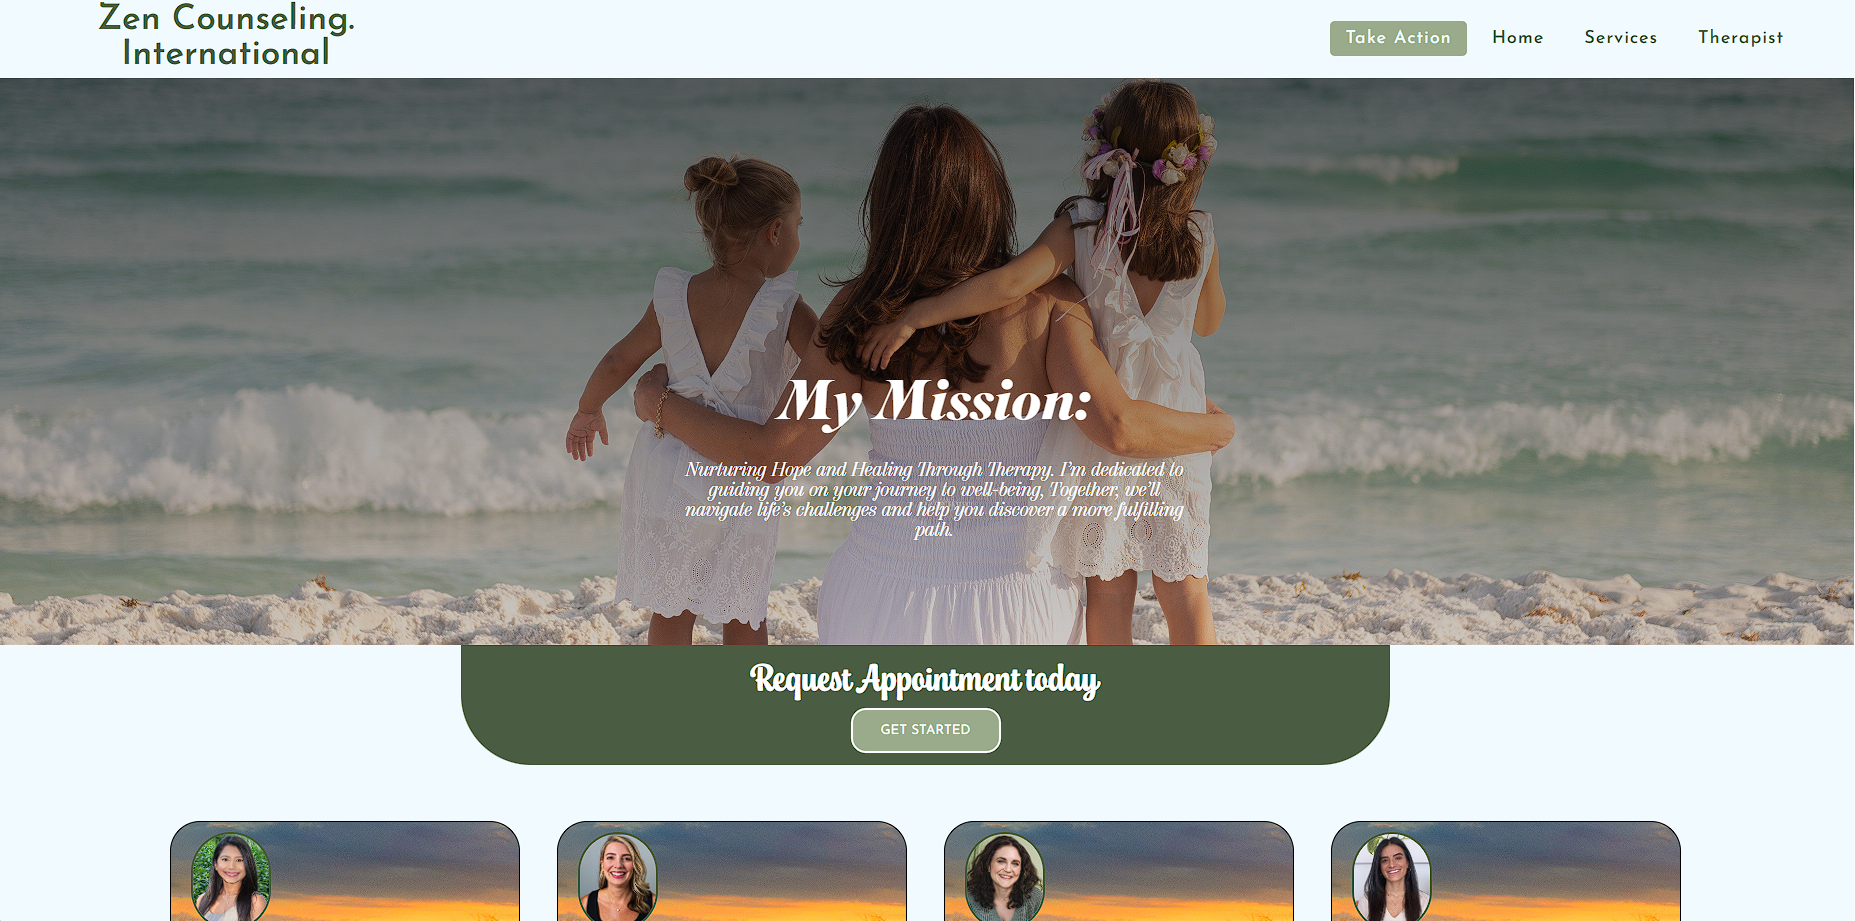 Zen Counseling.
International
Take Action
Home
Services
Therapist
My Mission:
Nurturing Hope and Healing Through Therapy. I'm dedicated to
guiding you on your journey to well-being, Together, we'll
navigate life's challenges and help you discover a more fulfilling
path.
Request Appointment today
GET STARTED